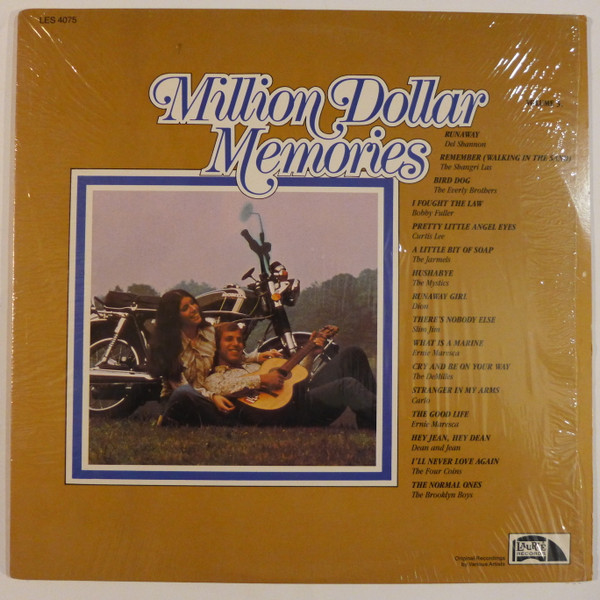 LES 4075
Million Dollar
Memories
RUNAWAY
Del Shannon
REMEMBER (WALKING IN THE SAND)
The Shangri Las
BIRD DOG
The Everly Brothers
I FOUGHT THE LAW
Bobby Fuller
PRETTY LITTLE ANGEL EYES
Curtis Lee
A LITTLE BIT OF SOAP
The Jarmels
HUSHABYE
The Mystics
RUNAWAY GIRL
Dion
THERE'S NOBODY ELSE
Slim Jim
WHAT IS A MARINE
Ernie Maresca
CRY AND BE ON YOUR WAY
The DeMilles
STRANGER IN MY ARMS
Carlo
THE GOOD LIFE
Ernie Maresca
HEY JEAN, HEY DEAN
Dean and Jean
I'LL NEVER LOVE AGAIN
The Four Coins
THE NORMAL ONES
The Brooklyn Boys
Original Recordings
by Various Artists
LAURIE
RECORDS